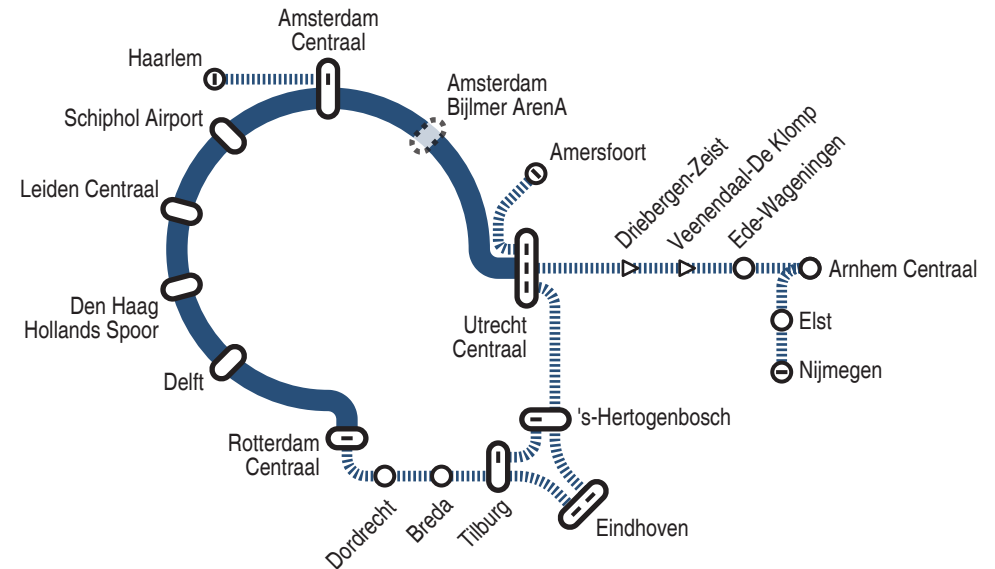 Amsterdam
Centraal
Haarlem
Amsterdam
Bijlmer ArenA
Schiphol Airport
Amersfoort
Driebergen-Zeist
Veenendaal-De Klomp
Ede-Wageningen
Leiden Centraal
Arnhem Centraal
Den Haag
Hollands Spoor
Utrecht
Centraal
Elst
Nijmegen
Delft
's-Hertogenbosch
Rotterdam
Centraal
Dordrecht
Breda
Tilburg
Eindhoven